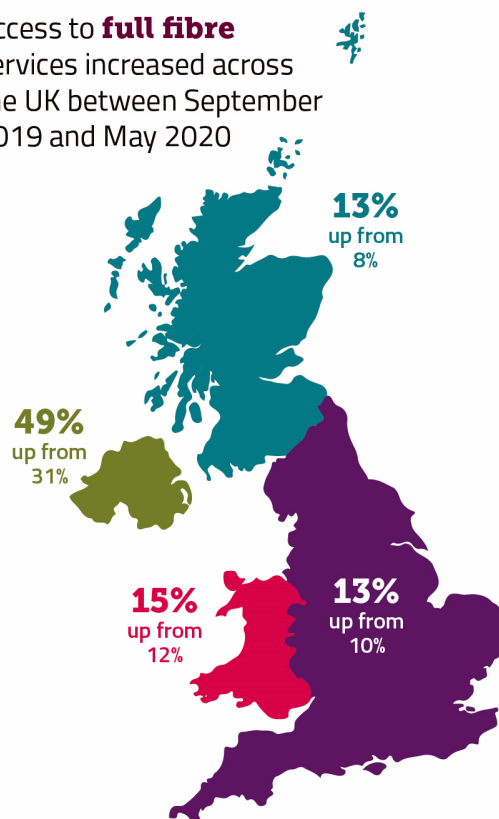 ccess to full fibre
ervices increased across
e UK between September
019 and May 2020
13%
up from
8%
49%
up from
31%
15%
up from
12%
13%
up from
10%